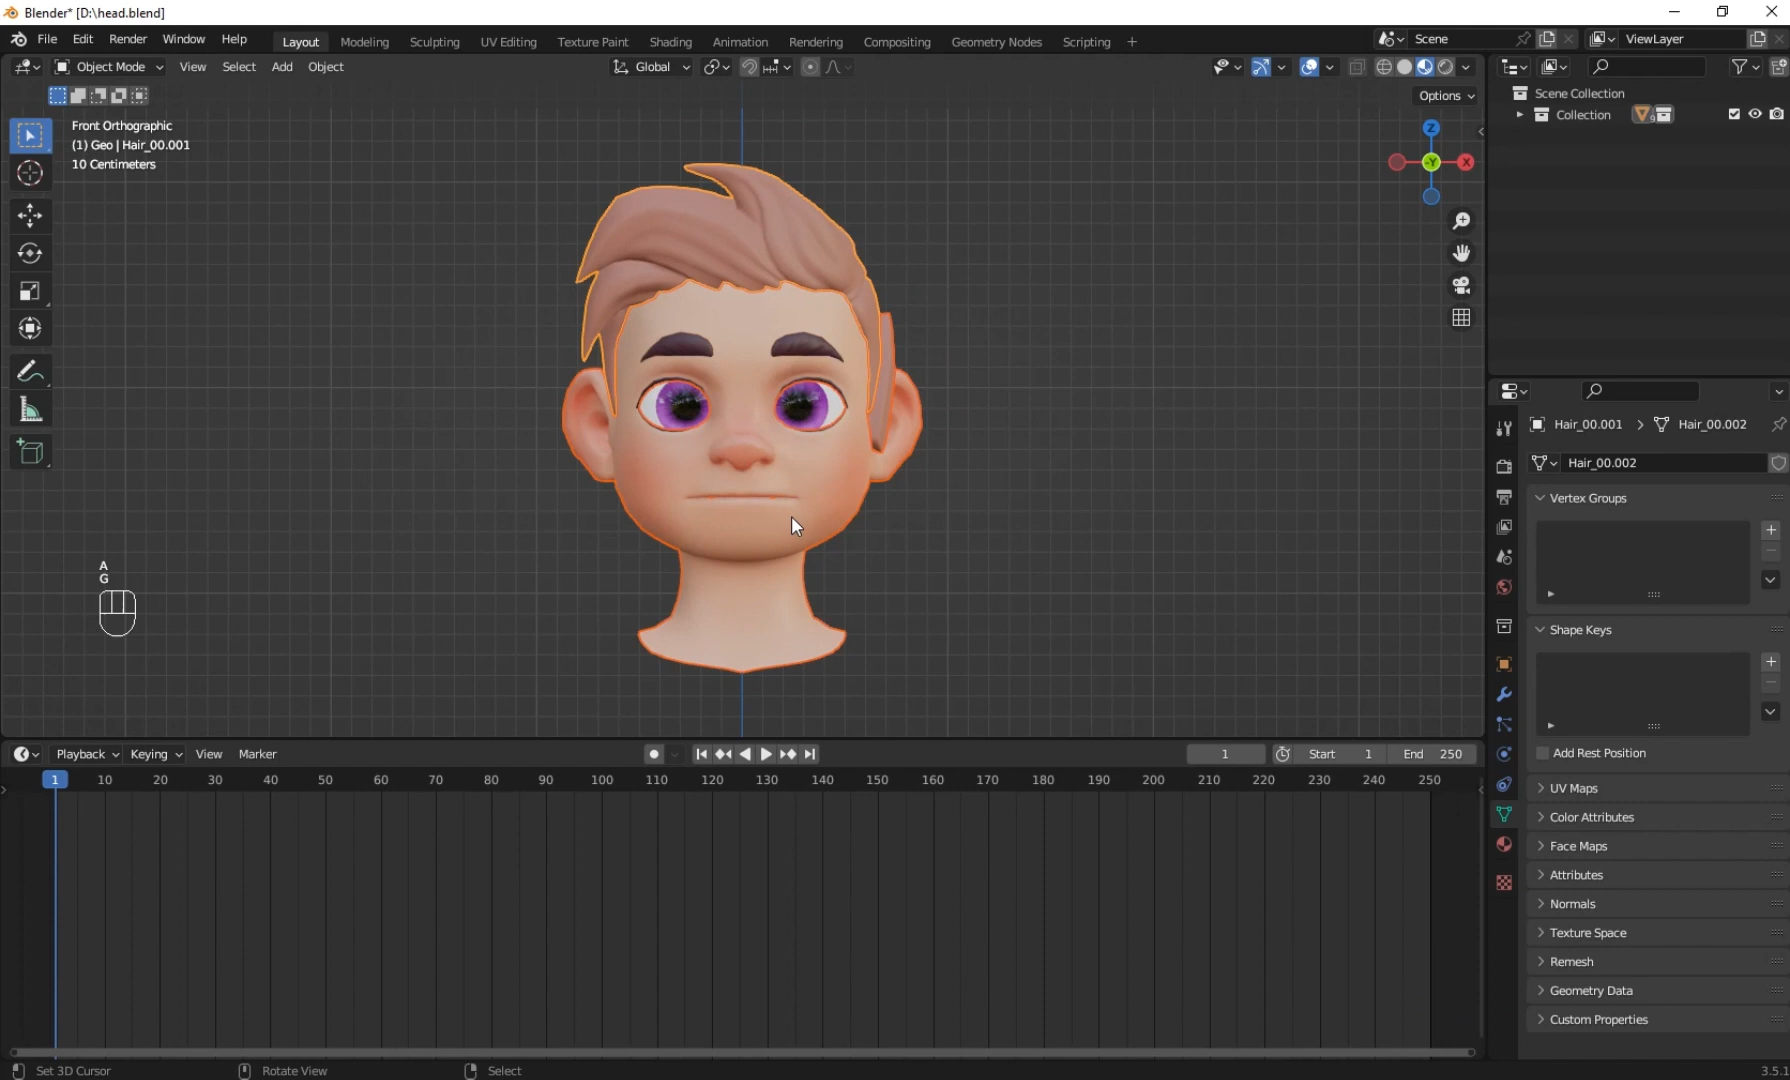 Blender* [D:\head.blend]
File Edit Render Window Help Layout Modeling Sculpting UV Editing Texture Paint Shading Animation Rendering Compositing Geometry Nodes Scripting + Scene ViewLayer
Object Mode View Select Add Object Global
Options
Scene Collection
Collection 9
Front Orthographic
(1) Geo | Hair_00.001
10 Centimeters
Z
-Y X
Hair_00.001 > Hair_00.002
Hair_00.002
Vertex Groups
Shape Keys
Add Rest Position
UV Maps
Color Attributes
Face Maps
Attributes
Normals
Texture Space
Remesh
Geometry Data
Custom Properties
A
G
Playback Keying View Marker 1 Start 1 End 250
1 10 20 30 40 50 60 70 80 90 100 110 120 130 140 150 160 170 180 190 200 210 220 230 240 250
Set 3D Cursor Rotate View Select 3.5.1